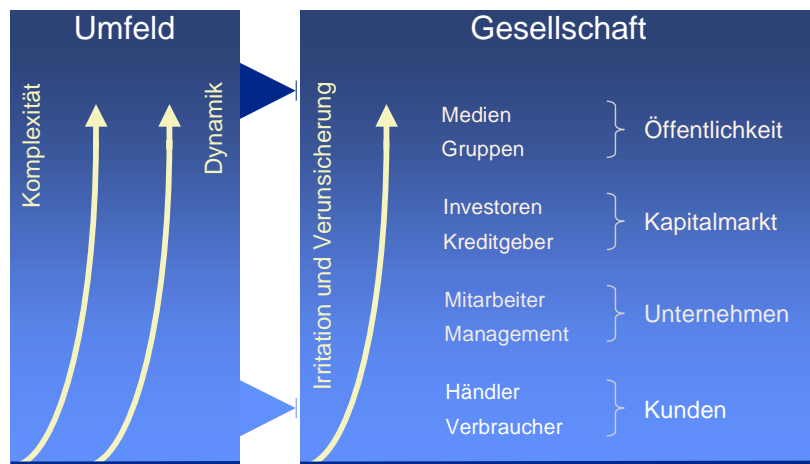 Umfeld
Komplexität
Dynamik
Gesellschaft
Irritation und Verunsicherung
Medien
Gruppen
Öffentlichkeit
Investoren
Kreditgeber
Kapitalmarkt
Mitarbeiter
Management
Unternehmen
Händler
Verbraucher
Kunden